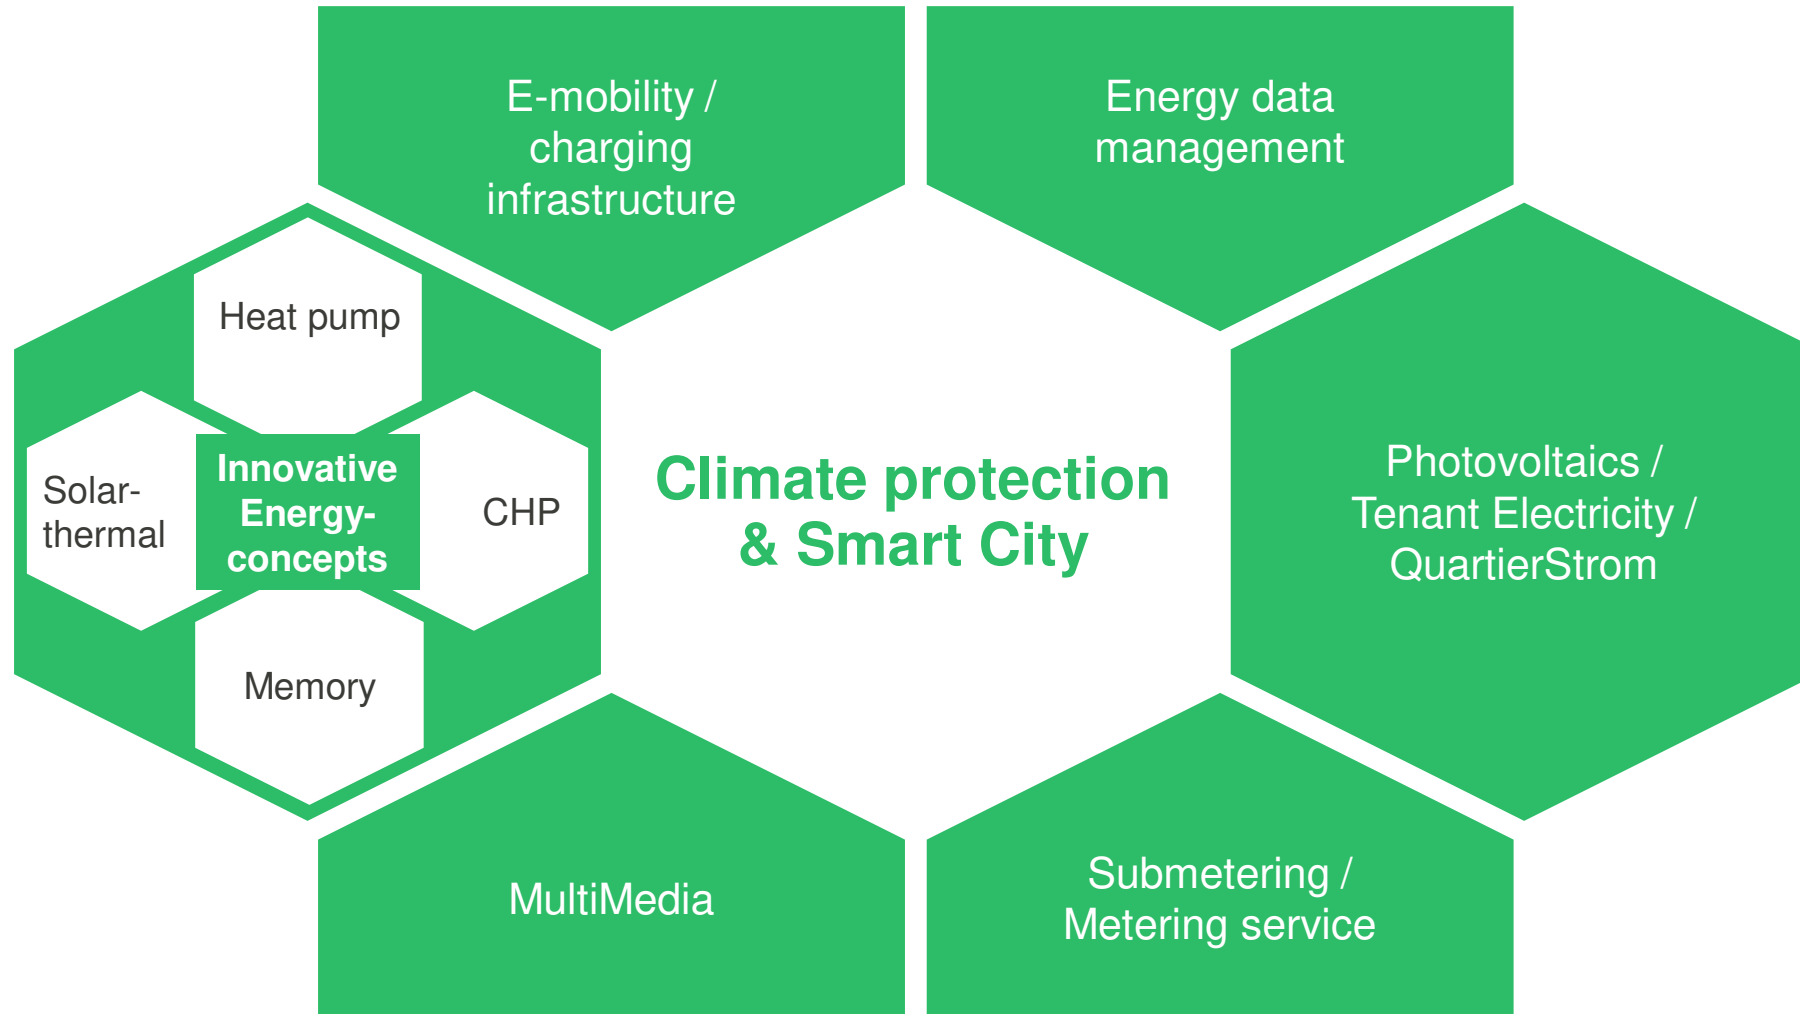 E-mobility /
charging
infrastructure
Energy data
management
Heat pump
Solar-
thermal
Innovative
Energy-
concepts
CHP
Memory
Climate protection
& Smart City
Photovoltaics /
Tenant Electricity /
QuartierStrom
MultiMedia
Submetering /
Metering service